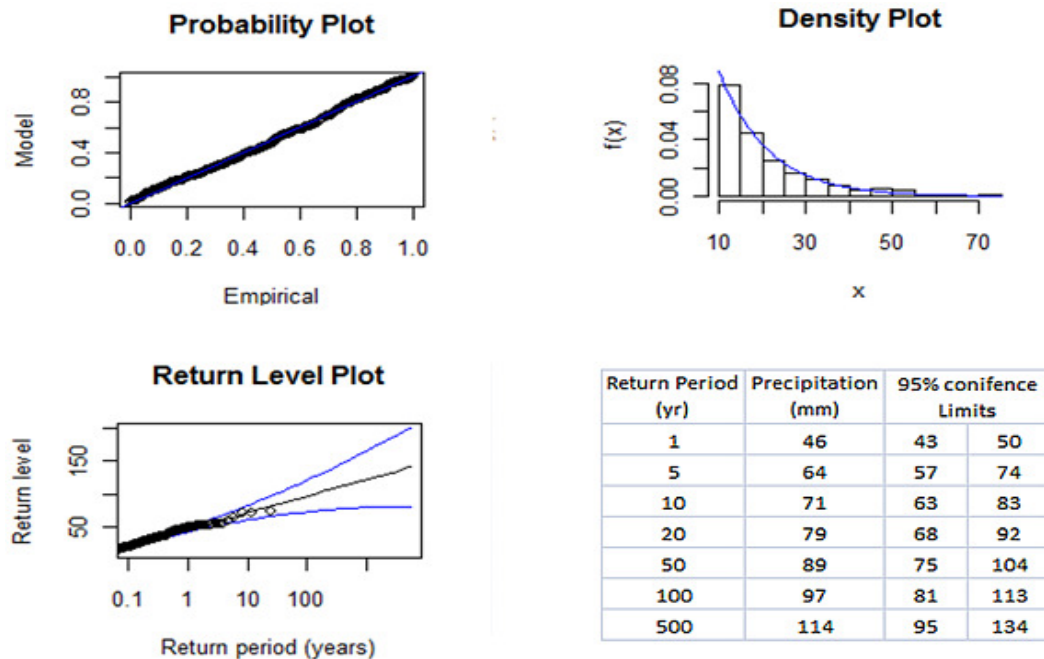 Probability Plot
Model
0.0 0.4 0.8
0.0 0.2 0.4 0.6 0.8 1.0
Empirical
Density Plot
f(x)
0.00 0.04 0.08
10 30 50 70
x
Return Level Plot
Return level
50 150
0.1 1 10 100
Return period (years)
Return Period (yr) Precipitation (mm) 95% conifence Limits
1 46 43 50
5 64 57 74
10 71 63 83
20 79 68 92
50 89 75 104
100 97 81 113
500 114 95 134